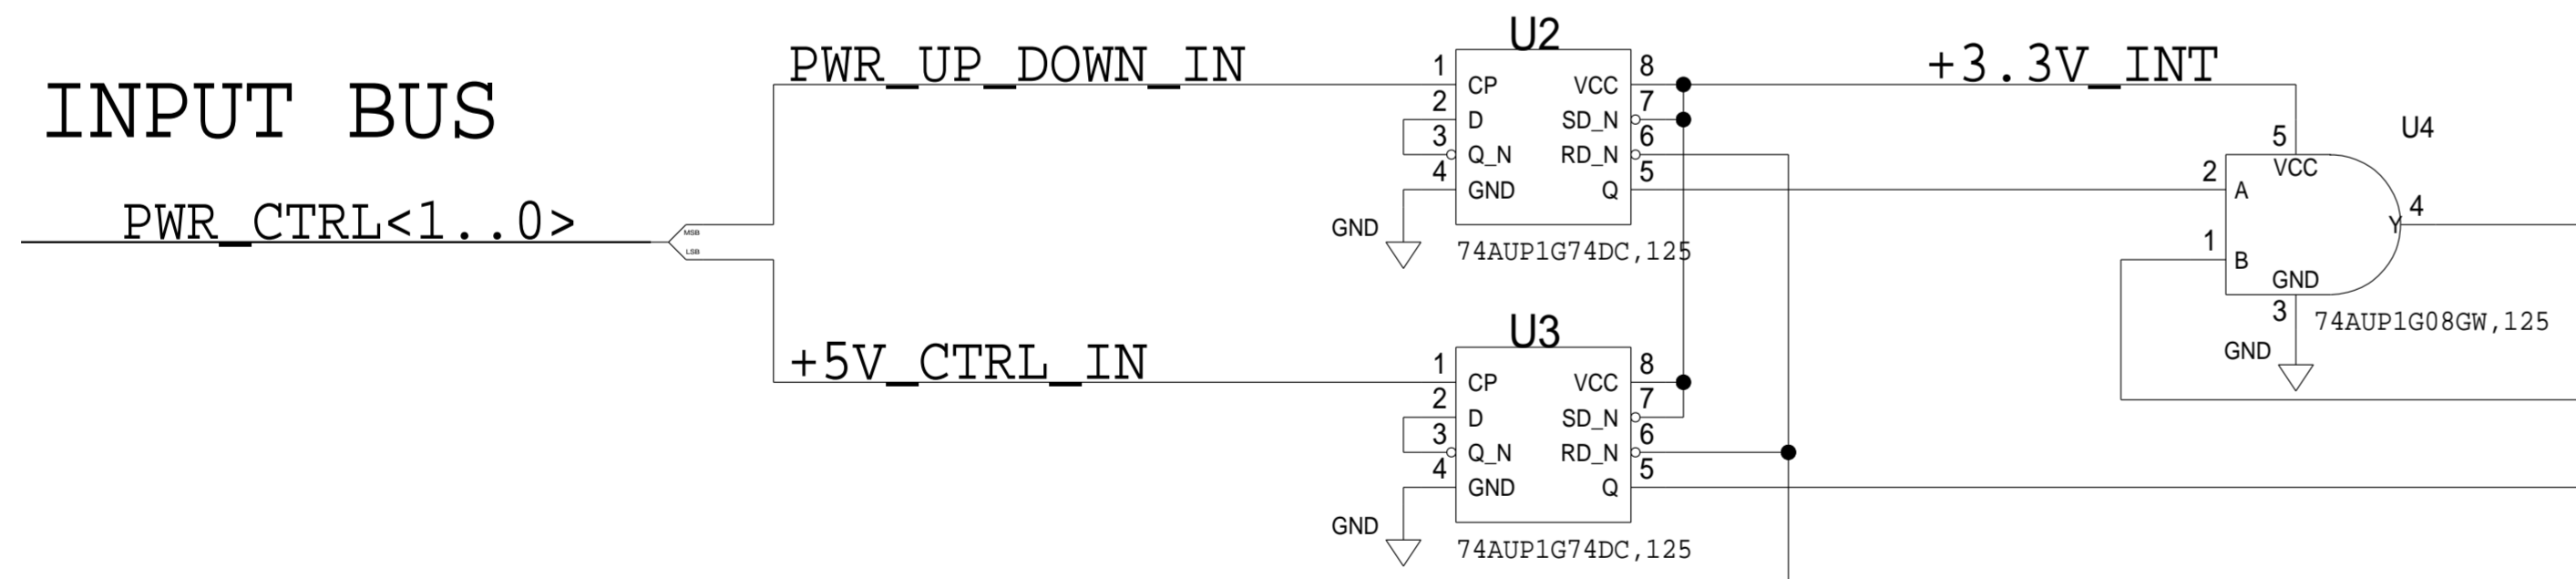 INPUT BUS
PWR_CTRL<1..0>
MSB
LSB
PWR_UP_DOWN_IN
+5V_CTRL_IN
U2
1 CP VCC 8
2 D SD_N 7
3 Q_N RD_N 6
4 GND Q 5
GND
74AUP1G74DC,125
U3
1 CP VCC 8
2 D SD_N 7
3 Q_N RD_N 6
4 GND Q 5
GND
74AUP1G74DC,125
+3.3V_INT
U4
5
VCC
2 A
Y 4
1 B
GND
3
74AUP1G08GW,125
GND